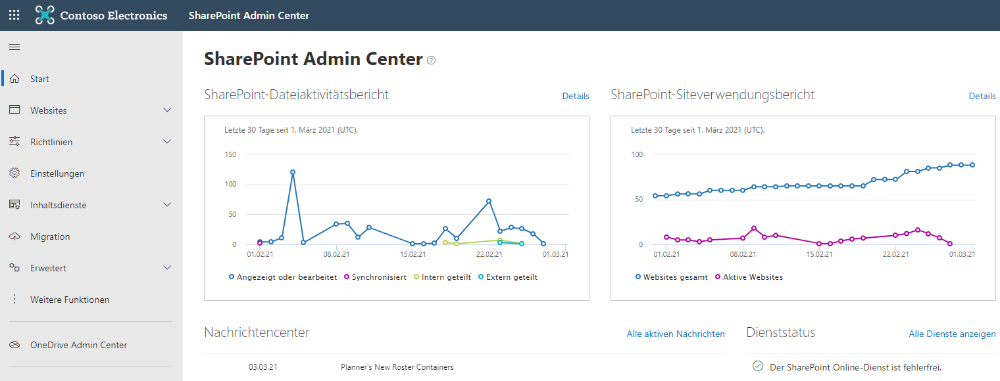 Contoso Electronics
SharePoint Admin Center
Start
Websites
Richtlinien
Einstellungen
Inhaltsdienste
Migration
Erweitert
Weitere Funktionen
OneDrive Admin Center
SharePoint Admin Center
SharePoint-Dateiaktivitätsbericht
Details
Letzte 30 Tage seit 1. März 2021 (UTC).
150
100
50
0
01.02.21 08.02.21 15.02.21 22.02.21 01.03.21
Angezeigt oder bearbeitet Synchronisiert Intern geteilt Extern geteilt
SharePoint-Siteverwendungsbericht
Details
Letzte 30 Tage seit 1. März 2021 (UTC).
100
50
0
01.02.21 08.02.21 15.02.21 22.02.21 01.03.21
Websites gesamt Aktive Websites
Nachrichtencenter
Alle aktiven Nachrichten
03.03.21 Planner's New Roster Containers
Dienststatus
Alle Dienste anzeigen
Der SharePoint Online-Dienst ist fehlerfrei.